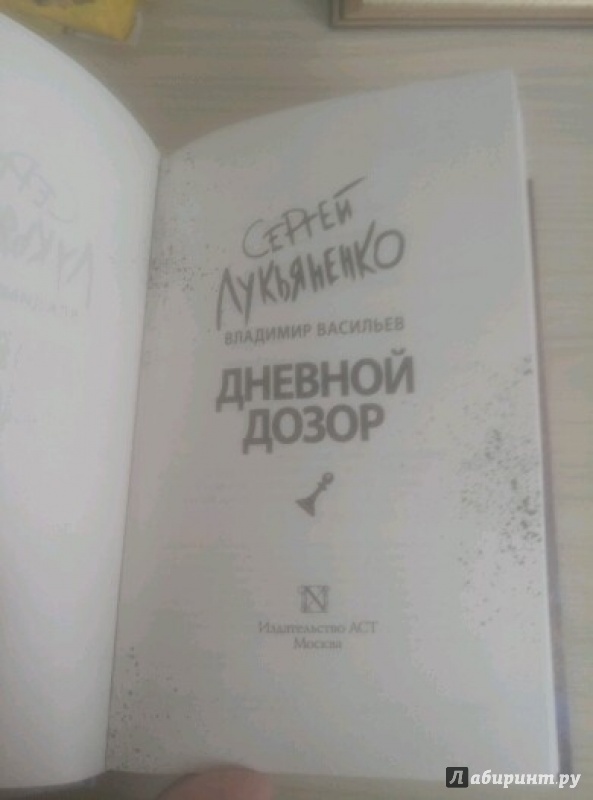 СЕРГЕЙ
ЛУКЬЯНЕНКО
ВЛАДИМИР ВАСИЛЬЕВ
ДНЕВНОЙ
ДОЗОР
N
Издательство АСТ
Москва
Лабиринт.ру